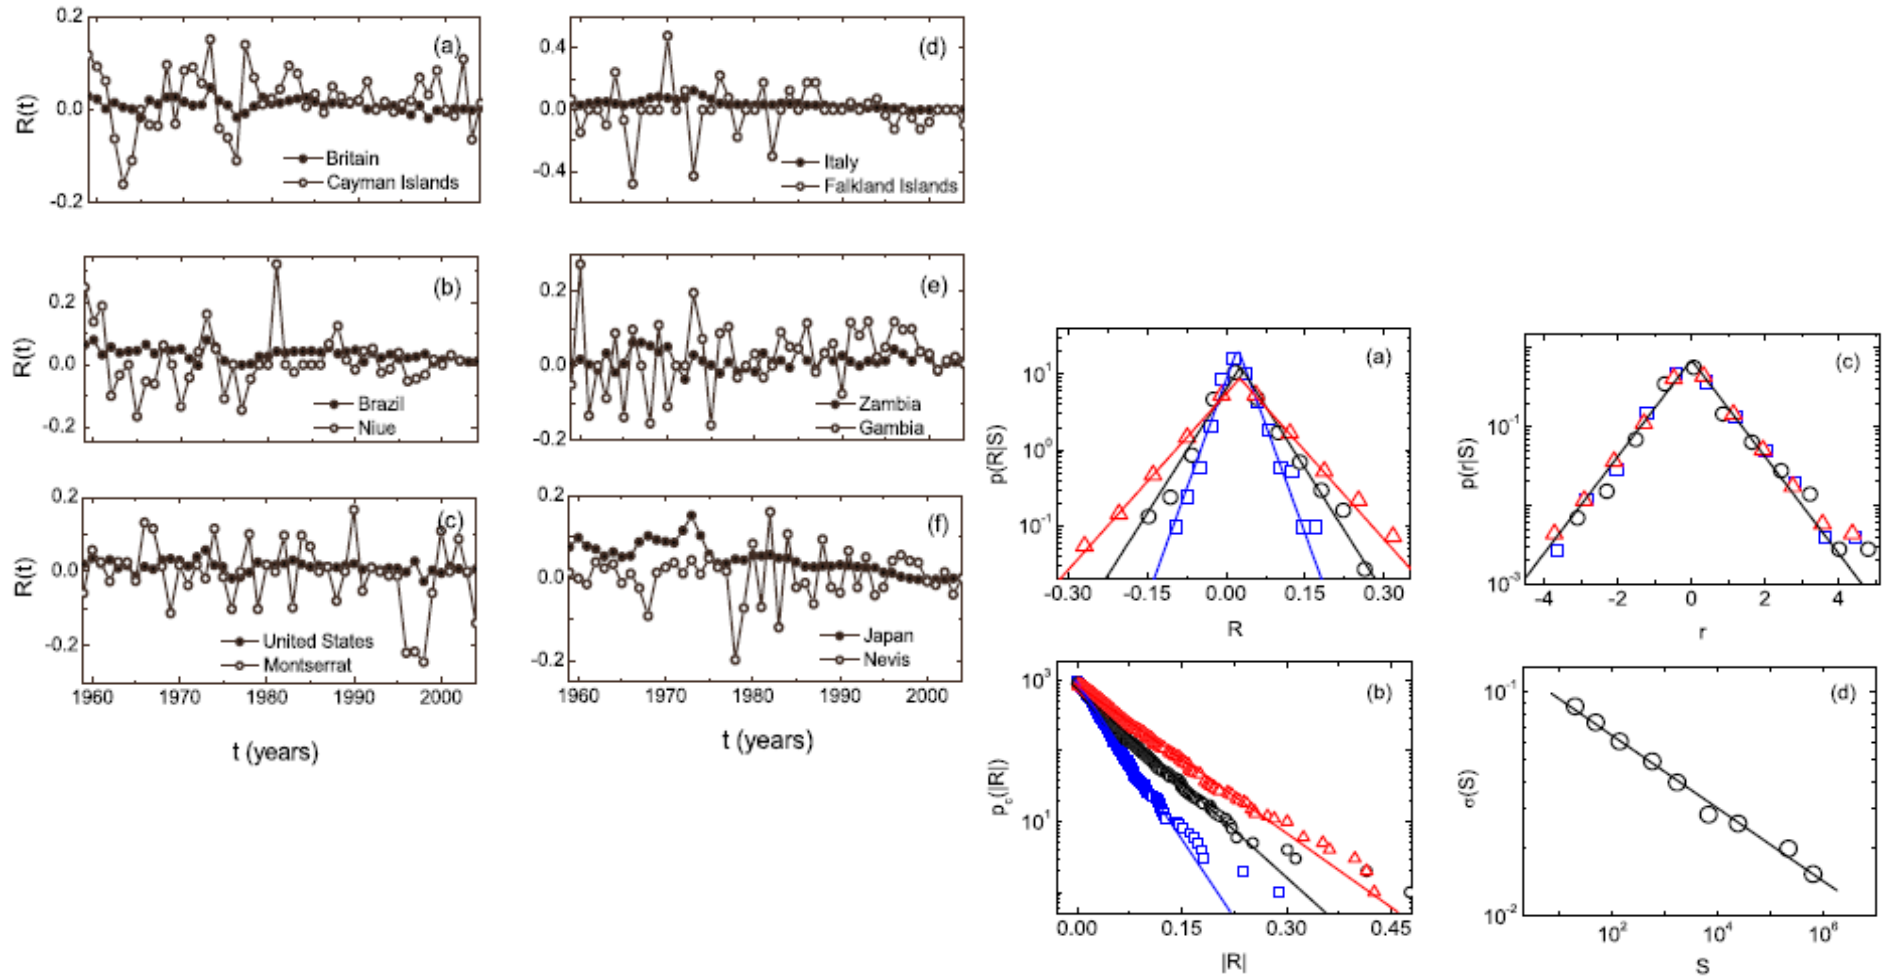 0.2
0.0
-0.2
R(t)
(a)
Britain
Cayman Islands
0.4
0.0
-0.4
(d)
Italy
Falkland Islands
0.2
0.0
-0.2
R(t)
(b)
Brazil
Niue
0.2
0.0
-0.2
(e)
Zambia
Gambia
0.2
0.0
-0.2
R(t)
(c)
United States
Montserrat
1960 1970 1980 1990 2000
t (years)
0.2
0.0
-0.2
(f)
Japan
Nevis
1960 1970 1980 1990 2000
t (years)
10¹
10⁰
10⁻¹
p(R|S)
(a)
-0.30 -0.15 0.00 0.15 0.30
R
10⁻¹
10⁻³
p(r|S)
(c)
-4 -2 0 2 4
r
10³
10¹
p_c(|R|)
(b)
0.00 0.15 0.30 0.45
|R|
10⁻¹
10⁻²
σ(S)
(d)
10² 10⁴ 10⁶
S